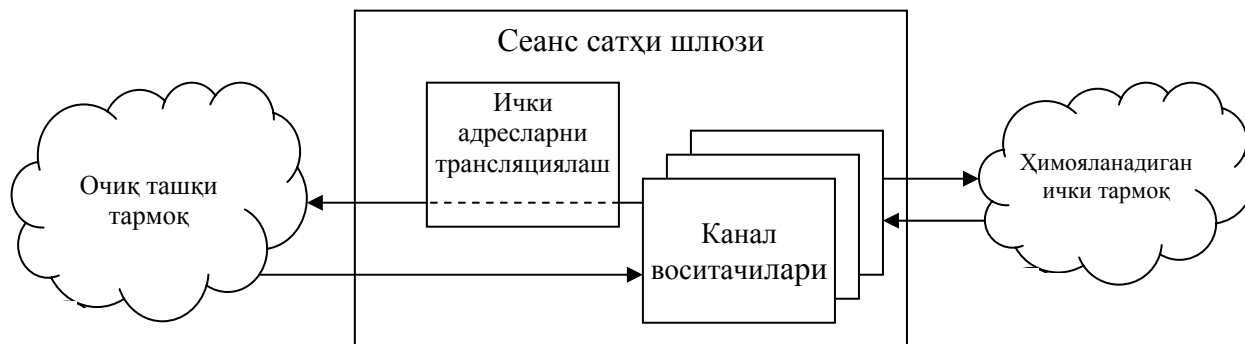 Сеанс сатҳи шлюзи
Ички
адресларни
трансляциялаш
Очиқ ташқи
тармоқ
Ҳимояланадиган
ички тармоқ
Канал
воситачилари